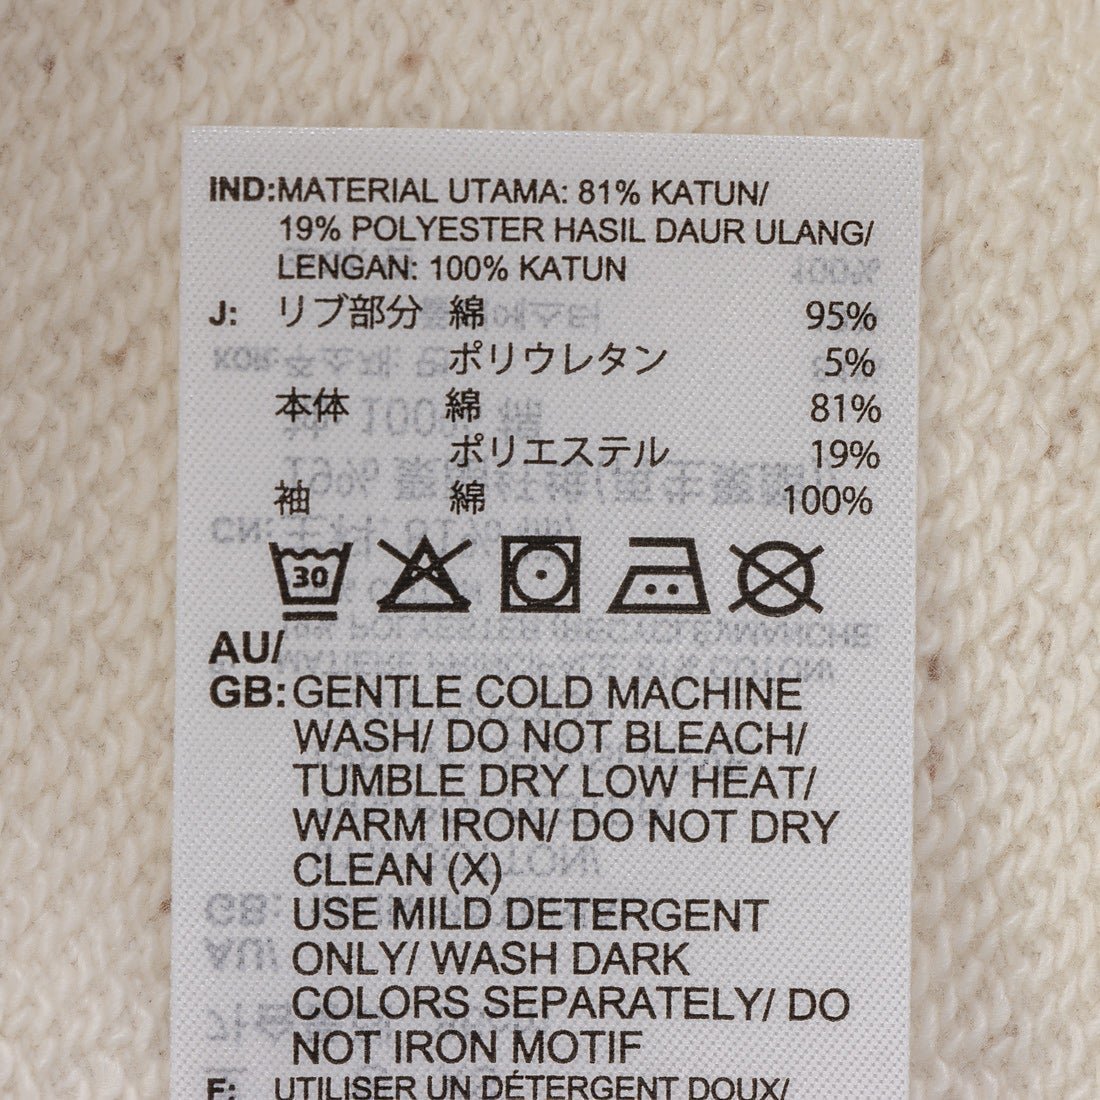 IND:MATERIAL UTAMA: 81% KATUN/
19% POLYESTER HASIL DAUR ULANG/
LENGAN: 100% KATUN
J: リブ部分 綿 95%
ポリウレタン 5%
本体 綿 81%
ポリエステル 19%
袖 綿 100%
30
AU/
GB:GENTLE COLD MACHINE
WASH/ DO NOT BLEACH/
TUMBLE DRY LOW HEAT/
WARM IRON/ DO NOT DRY
CLEAN (X)
USE MILD DETERGENT
ONLY/ WASH DARK
COLORS SEPARATELY/ DO
NOT IRON MOTIF
F: UTILISER UN DÉTERGENT DOUX/